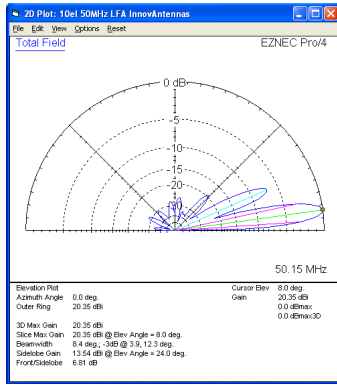 2D Plot: 10el 50MHz LFA InnovAntennas
File Edit View Options Reset
Total Field
EZNEC Pro/4
0 dB
-5
-10
-15
-20
-30
50.15 MHz
Elevation Plot
Azimuth Angle 0.0 deg.
Outer Ring 20.35 dBi
Cursor Elev 8.0 deg.
Gain 20.35 dBi
0.0 dBmax
0.0 dBmax3D
3D Max Gain 20.35 dBi
Slice Max Gain 20.35 dBi @ Elev Angle = 8.0 deg.
Beamwidth 8.4 deg.; -3dB @ 3.9, 12.3 deg.
Sidelobe Gain 13.54 dBi @ Elev Angle = 24.0 deg.
Front/Sidelobe 6.81 dB